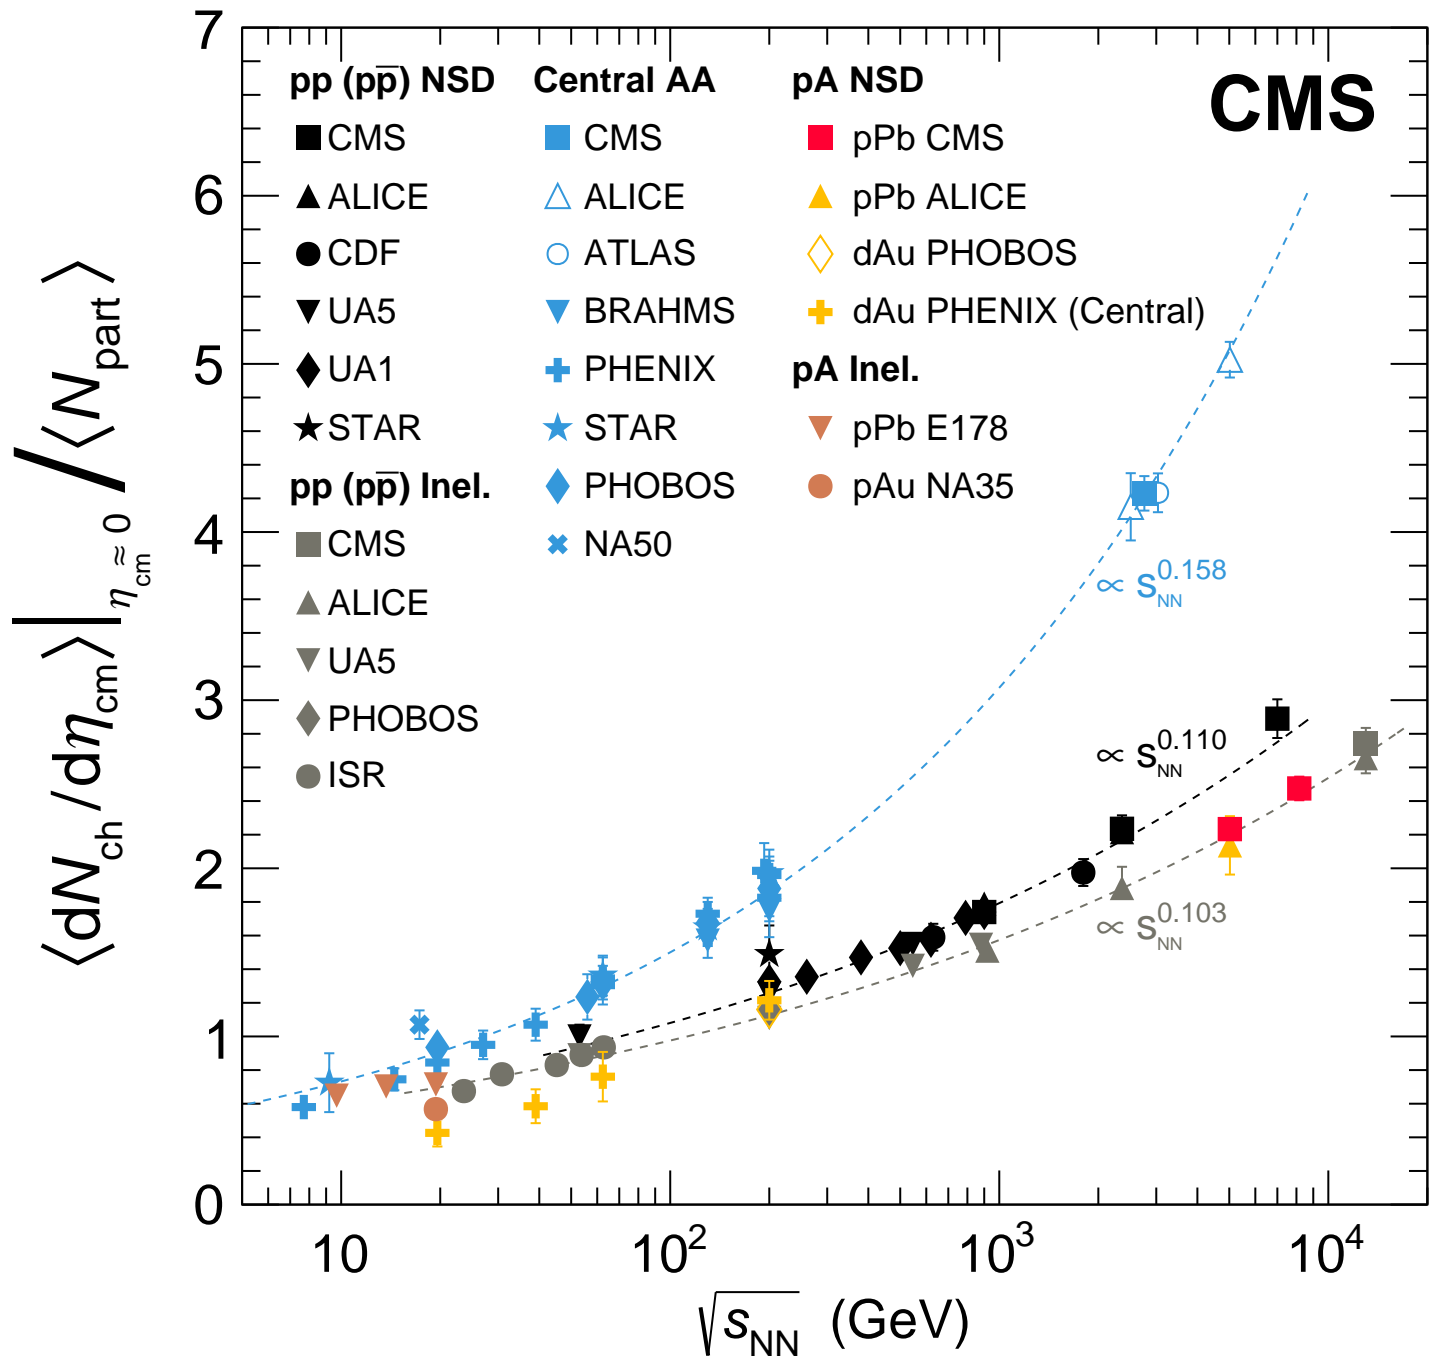 ⟨dN_ch/dη_cm⟩|η_cm ≈ 0 / ⟨N_part⟩
7
6
5
4
3
2
1
0
CMS
pp (pp̅) NSD
CMS
ALICE
CDF
UA5
UA1
STAR
pp (pp̅) Inel.
CMS
ALICE
UA5
PHOBOS
ISR
Central AA
CMS
ALICE
ATLAS
BRAHMS
PHENIX
STAR
PHOBOS
NA50
pA NSD
pPb CMS
pPb ALICE
dAu PHOBOS
dAu PHENIX (Central)
pA Inel.
pPb E178
pAu NA35
∝ s_NN^0.158
∝ s_NN^0.110
∝ s_NN^0.103
10 10² 10³ 10⁴
√s_NN (GeV)